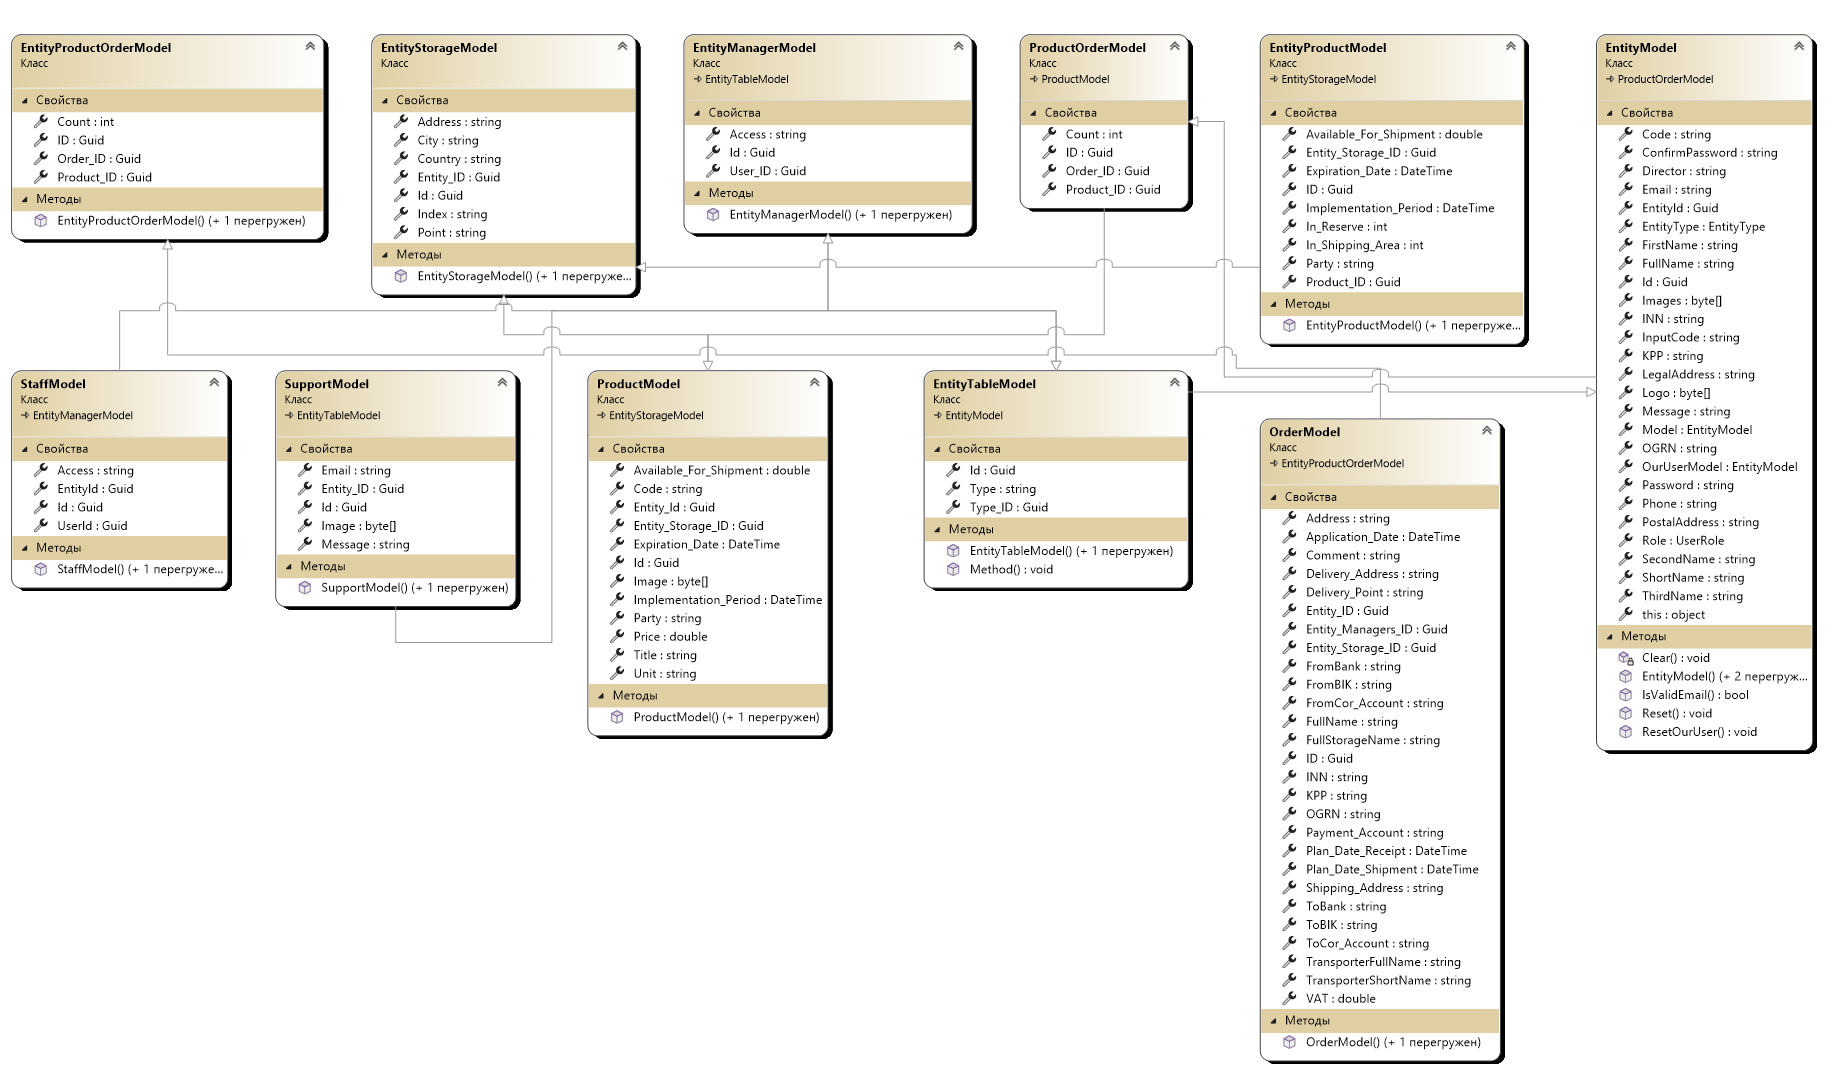 EntityProductOrderModel
Класс
Свойства
Count : int
ID : Guid
Order_ID : Guid
Product_ID : Guid
Методы
EntityProductOrderModel() (+ 1 перегружен)
EntityStorageModel
Класс
Свойства
Address : string
City : string
Country : string
Entity_ID : Guid
Id : Guid
Index : string
Point : string
Методы
EntityStorageModel() (+ 1 перегруже...
EntityManagerModel
Класс
EntityTableModel
Свойства
Access : string
Id : Guid
User_ID : Guid
Методы
EntityManagerModel() (+ 1 перегружен)
ProductOrderModel
Класс
ProductModel
Свойства
Count : int
ID : Guid
Order_ID : Guid
Product_ID : Guid
EntityProductModel
Класс
EntityStorageModel
Свойства
Available_For_Shipment : double
Entity_Storage_ID : Guid
Expiration_Date : DateTime
ID : Guid
Implementation_Period : DateTime
In_Reserve : int
In_Shipping_Area : int
Party : string
Product_ID : Guid
Методы
EntityProductModel() (+ 1 перегруже...
EntityModel
Класс
ProductOrderModel
Свойства
Code : string
ConfirmPassword : string
Director : string
Email : string
EntityId : Guid
EntityType : EntityType
FirstName : string
FullName : string
Id : Guid
Images : byte[]
INN : string
InputCode : string
KPP : string
LegalAddress : string
Logo : byte[]
Message : string
Model : EntityModel
OGRN : string
OurUserModel : EntityModel
Password : string
Phone : string
PostalAddress : string
Role : UserRole
SecondName : string
ShortName : string
ThirdName : string
this : object
Методы
Clear() : void
EntityModel() (+ 2 перегруж...
IsValidEmail() : bool
Reset() : void
ResetOurUser() : void
StaffModel
Класс
EntityManagerModel
Свойства
Access : string
EntityId : Guid
Id : Guid
UserId : Guid
Методы
StaffModel() (+ 1 перегруже...
SupportModel
Класс
EntityTableModel
Свойства
Email : string
Entity_ID : Guid
Id : Guid
Image : byte[]
Message : string
Методы
SupportModel() (+ 1 перегружен)
ProductModel
Класс
EntityStorageModel
Свойства
Available_For_Shipment : double
Code : string
Entity_Id : Guid
Entity_Storage_ID : Guid
Expiration_Date : DateTime
Id : Guid
Image : byte[]
Implementation_Period : DateTime
Party : string
Price : double
Title : string
Unit : string
Методы
ProductModel() (+ 1 перегружен)
EntityTableModel
Класс
EntityModel
Свойства
Id : Guid
Type : string
Type_ID : Guid
Методы
EntityTableModel() (+ 1 перегружен)
Method() : void
OrderModel
Класс
EntityProductOrderModel
Свойства
Address : string
Application_Date : DateTime
Comment : string
Delivery_Address : string
Delivery_Point : string
Entity_ID : Guid
Entity_Managers_ID : Guid
Entity_Storage_ID : Guid
FromBank : string
FromBIK : string
FromCor_Account : string
FullName : string
FullStorageName : string
ID : Guid
INN : string
KPP : string
OGRN : string
Payment_Account : string
Plan_Date_Receipt : DateTime
Plan_Date_Shipment : DateTime
Shipping_Address : string
ToBank : string
ToBIK : string
ToCor_Account : string
TransporterFullName : string
TransporterShortName : string
VAT : double
Методы
OrderModel() (+ 1 перегружен)